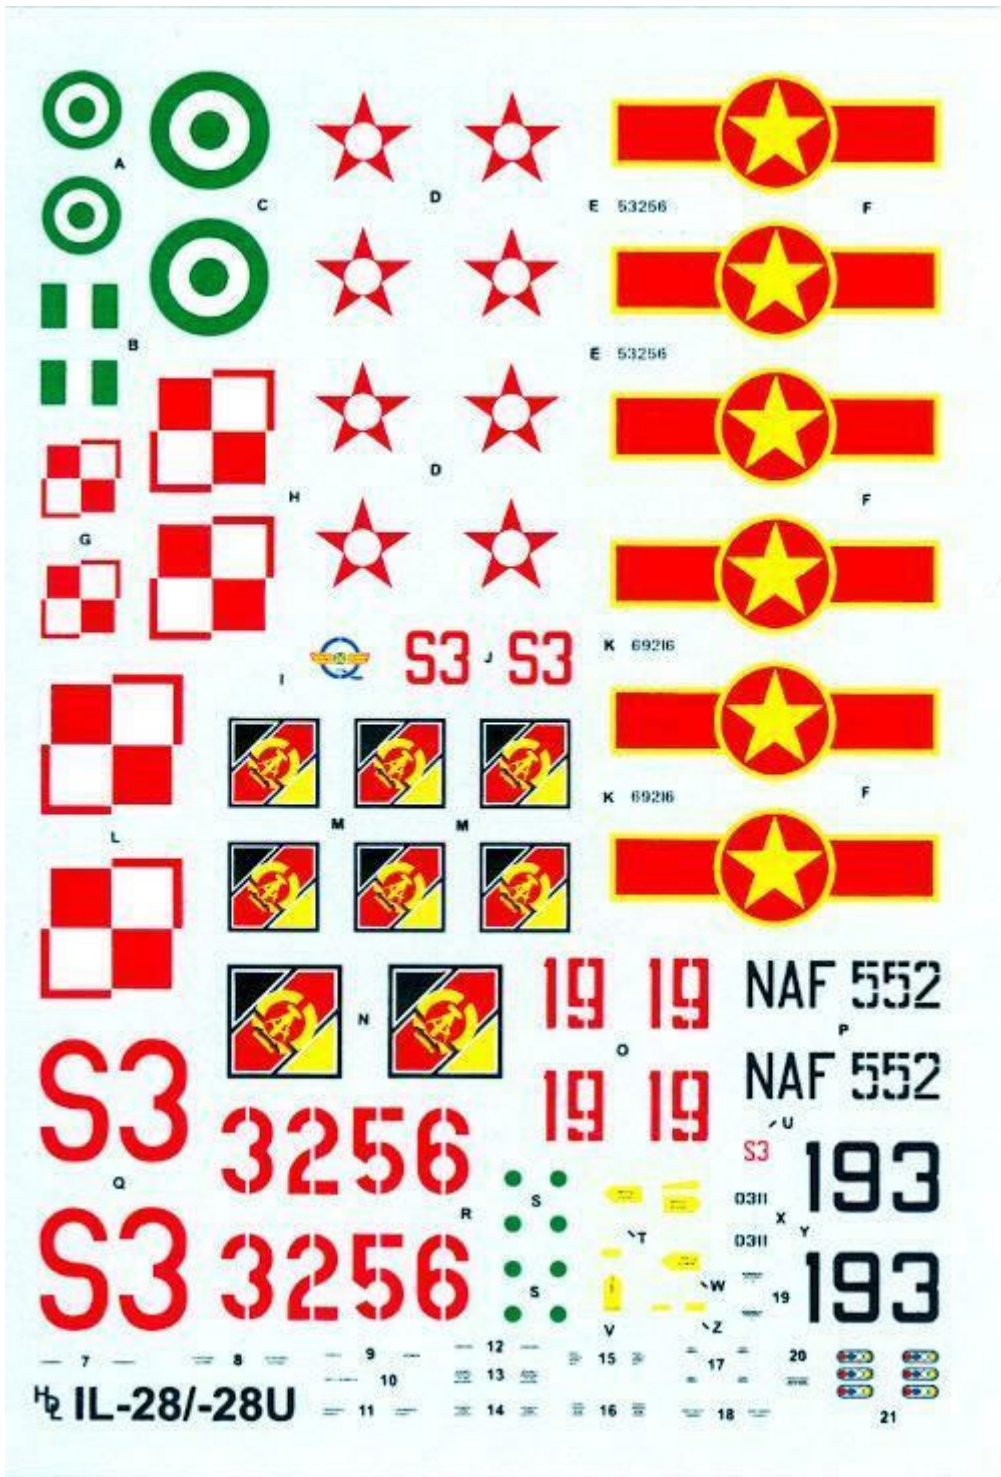 A
C
D
E 53256 F
B
E 53256
H
D
F
G
K 69216
I
S3 J S3
K 69216 F
M M
L
NAF 552
19 19
N
P
O
NAF 552
19 19
U
S3
S3
Q
3256
R
S
193
0311
X
Y
T
0311
S3
3256
S
W
19
193
V
Z
7 8 9 10 11 12 13 14 15 16 17 18 20 21
HDL IL-28/-28U